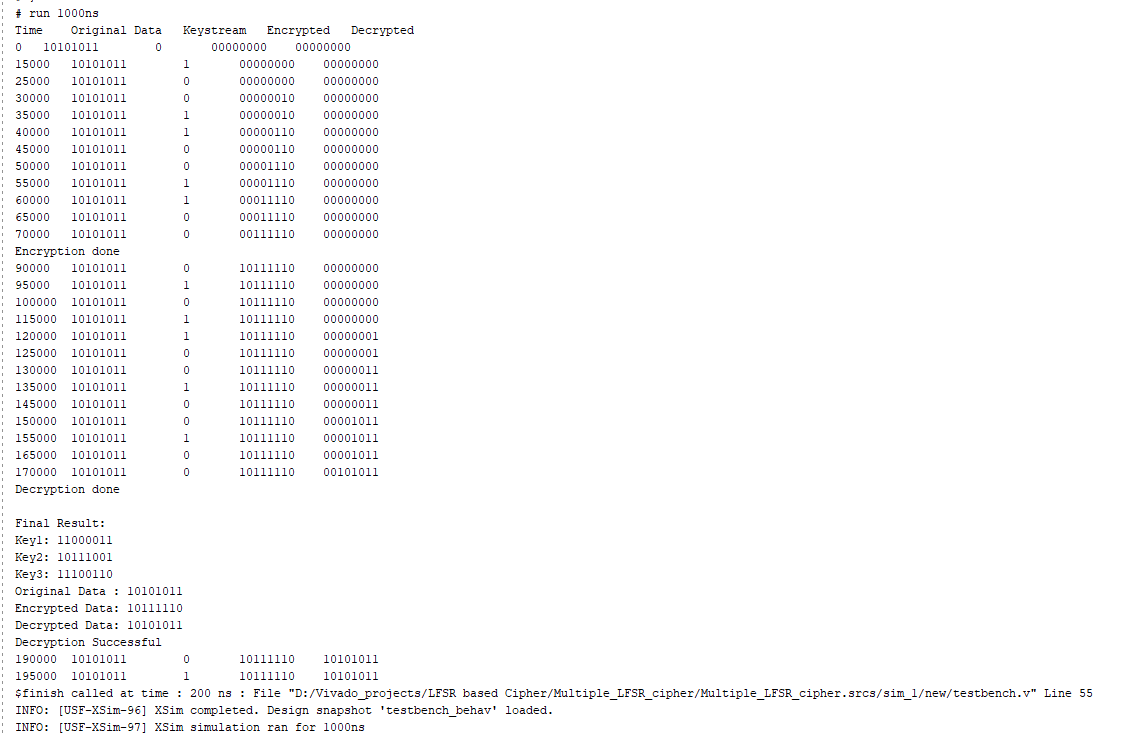 # run 1000ns
Time Original Data Keystream Encrypted Decrypted
0 10101011 0 00000000 00000000
15000 10101011 1 00000000 00000000
25000 10101011 0 00000000 00000000
30000 10101011 0 00000010 00000000
35000 10101011 1 00000010 00000000
40000 10101011 1 00000110 00000000
45000 10101011 0 00000110 00000000
50000 10101011 0 00001110 00000000
55000 10101011 1 00001110 00000000
60000 10101011 1 00011110 00000000
65000 10101011 0 00011110 00000000
70000 10101011 0 00111110 00000000
Encryption done
90000 10101011 0 10111110 00000000
95000 10101011 1 10111110 00000000
100000 10101011 0 10111110 00000000
115000 10101011 1 10111110 00000000
120000 10101011 1 10111110 00000001
125000 10101011 0 10111110 00000001
130000 10101011 0 10111110 00000011
135000 10101011 1 10111110 00000011
145000 10101011 0 10111110 00000011
150000 10101011 0 10111110 00001011
155000 10101011 1 10111110 00001011
165000 10101011 0 10111110 00001011
170000 10101011 0 10111110 00101011
Decryption done
Final Result:
Key1: 11000011
Key2: 10111001
Key3: 11100110
Original Data : 10101011
Encrypted Data: 10111110
Decrypted Data: 10101011
Decryption Successful
190000 10101011 0 10111110 10101011
195000 10101011 1 10111110 10101011
$finish called at time : 200 ns : File "D:/Vivado_projects/LFSR based Cipher/Multiple_LFSR_cipher/Multiple_LFSR_cipher.srcs/sim_1/new/testbench.v" Line 55
INFO: [USF-XSim-96] XSim completed. Design snapshot 'testbench_behav' loaded.
INFO: [USF-XSim-97] XSim simulation ran for 1000ns